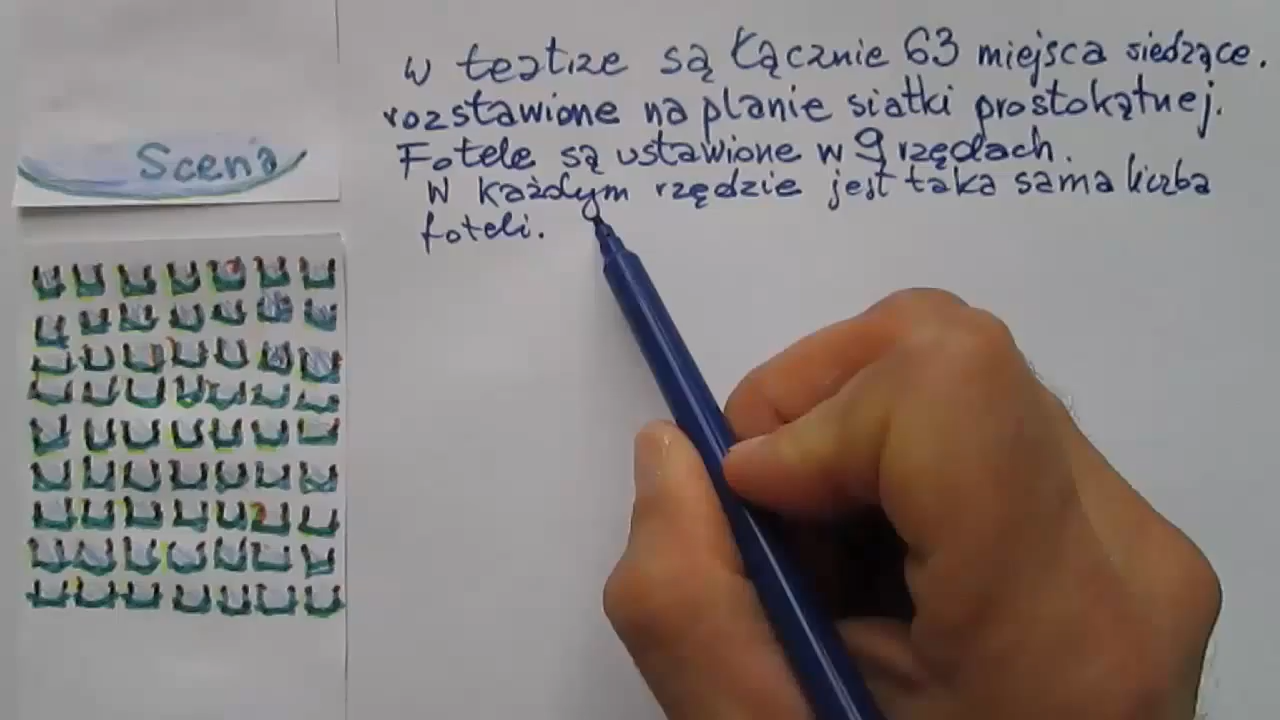 Scena
W teatrze są Łącznie 63 miejsca siedzące.
rozstawione na planie siatki prostokątnej.
Fotele są ustawione w 9 rzędach.
W każdym rzędzie jest taka sama liczba
foteli.